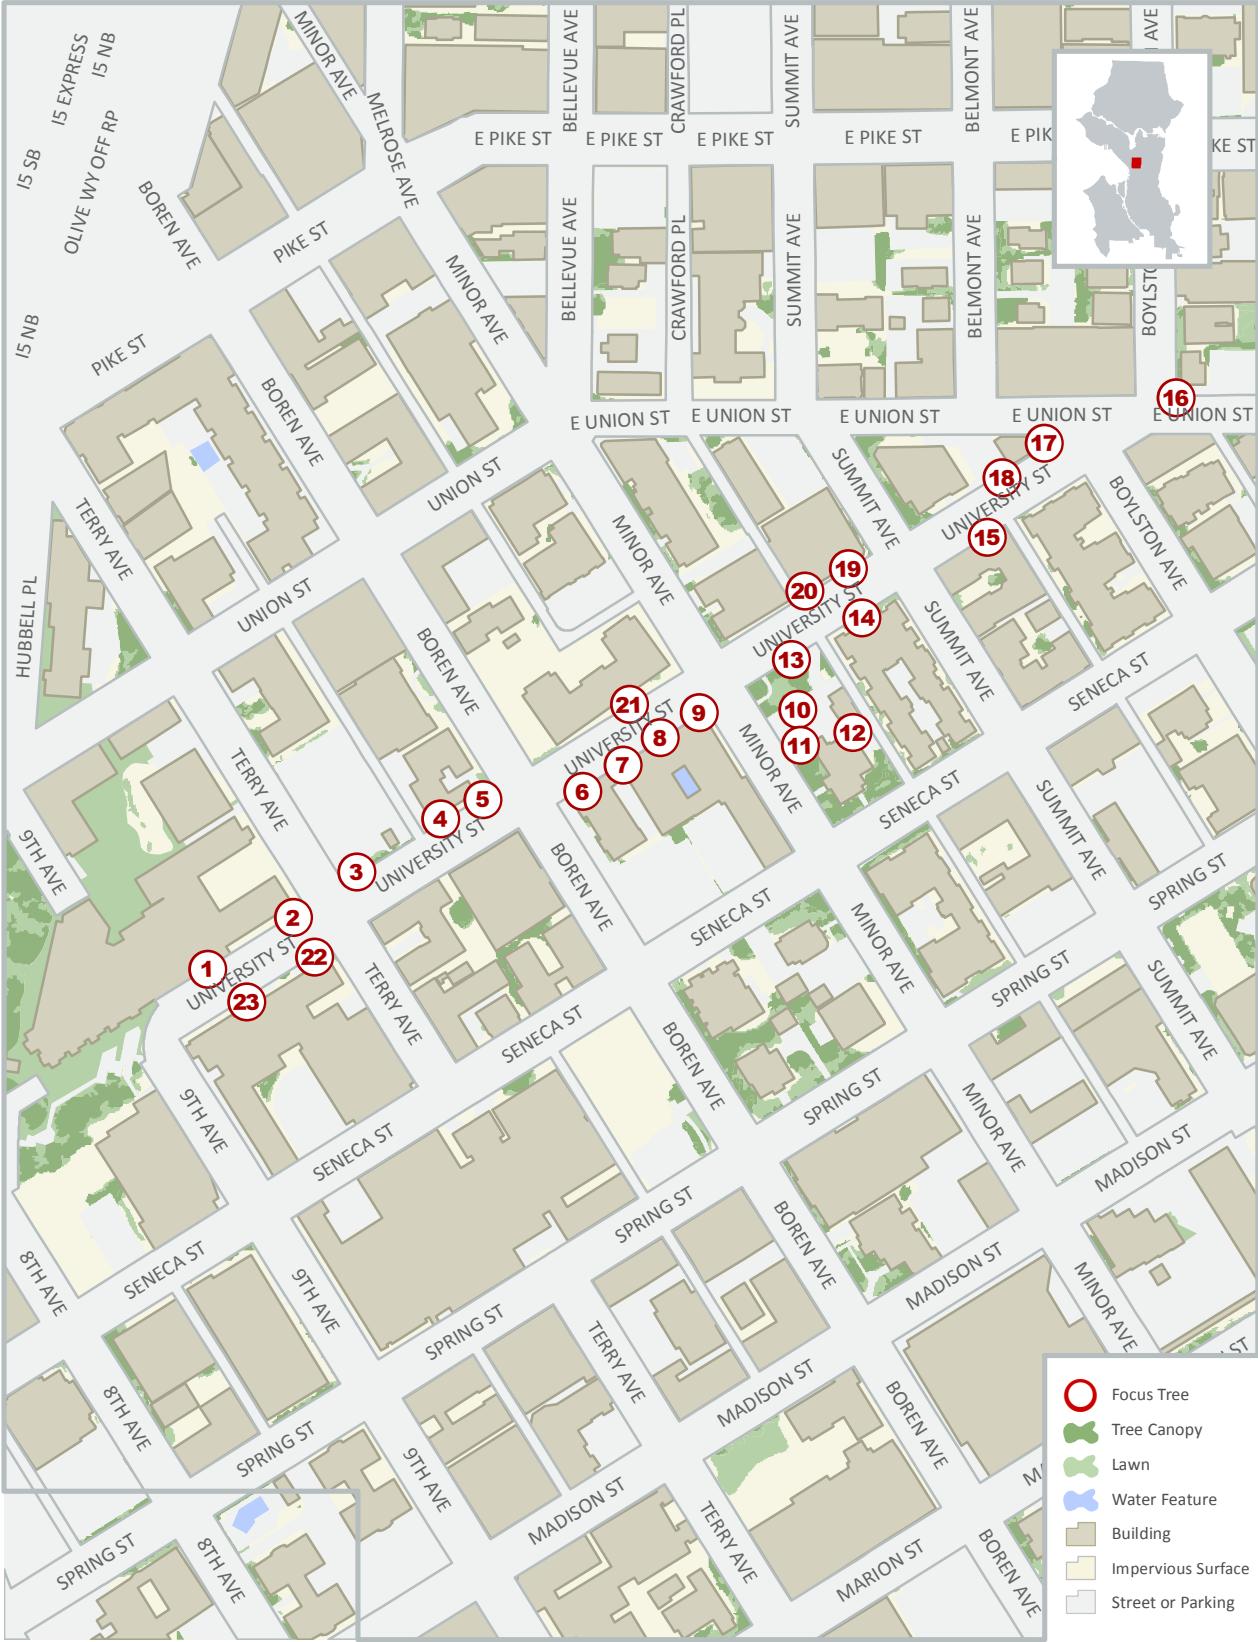 I5 EXPRESS
I5 NB
MINOR AVE
MELROSE AVE
BELLEVUE AVE
CRAWFORD PL
SUMMIT AVE
BELMONT AVE
N AVE
I5 SB
OLIVE WY OFF RP
E PIKE ST
E PIKE ST
E PIKE ST
E PIKE ST
E PIK
KE ST
BOREN AVE
PIKE ST
MINOR AVE
BELLEVUE AVE
CRAWFORD PL
SUMMIT AVE
BELMONT AVE
BOYLSTO
I5 NB
PIKE ST
BOREN AVE
E UNION ST
E UNION ST
E UNION ST
E UNION ST
E UNION ST
16
17
18
UNIVERSITY ST
15
UNION ST
TERRY AVE
MINOR AVE
SUMMIT AVE
BOYLSTON AVE
HUBBELL PL
UNION ST
BOREN AVE
19
20
UNIVERSITY ST
14
13
SUMMIT AVE
SENECA ST
21
UNIVERSITY ST
9
8
7
6
10
11
12
MINOR AVE
SENECA ST
SUMMIT AVE
TERRY AVE
5
4
UNIVERSITY ST
3
9TH AVE
BOREN AVE
SPRING ST
2
1
UNIVERSITY ST
22
23
SENECA ST
MINOR AVE
SPRING ST
SUMMIT AVE
TERRY AVE
SENECA ST
BOREN AVE
SPRING ST
MINOR AVE
MADISON ST
9TH AVE
SENECA ST
SPRING ST
BOREN AVE
MADISON ST
MINOR AVE
8TH AVE
SENECA ST
9TH AVE
SPRING ST
TERRY AVE
MADISON ST
BOREN AVE
ST
8TH AVE
SPRING ST
9TH AVE
MADISON ST
TERRY AVE
MARION ST
BOREN AVE
SPRING ST
8TH AVE
Focus Tree
Tree Canopy
Lawn
Water Feature
Building
Impervious Surface
Street or Parking